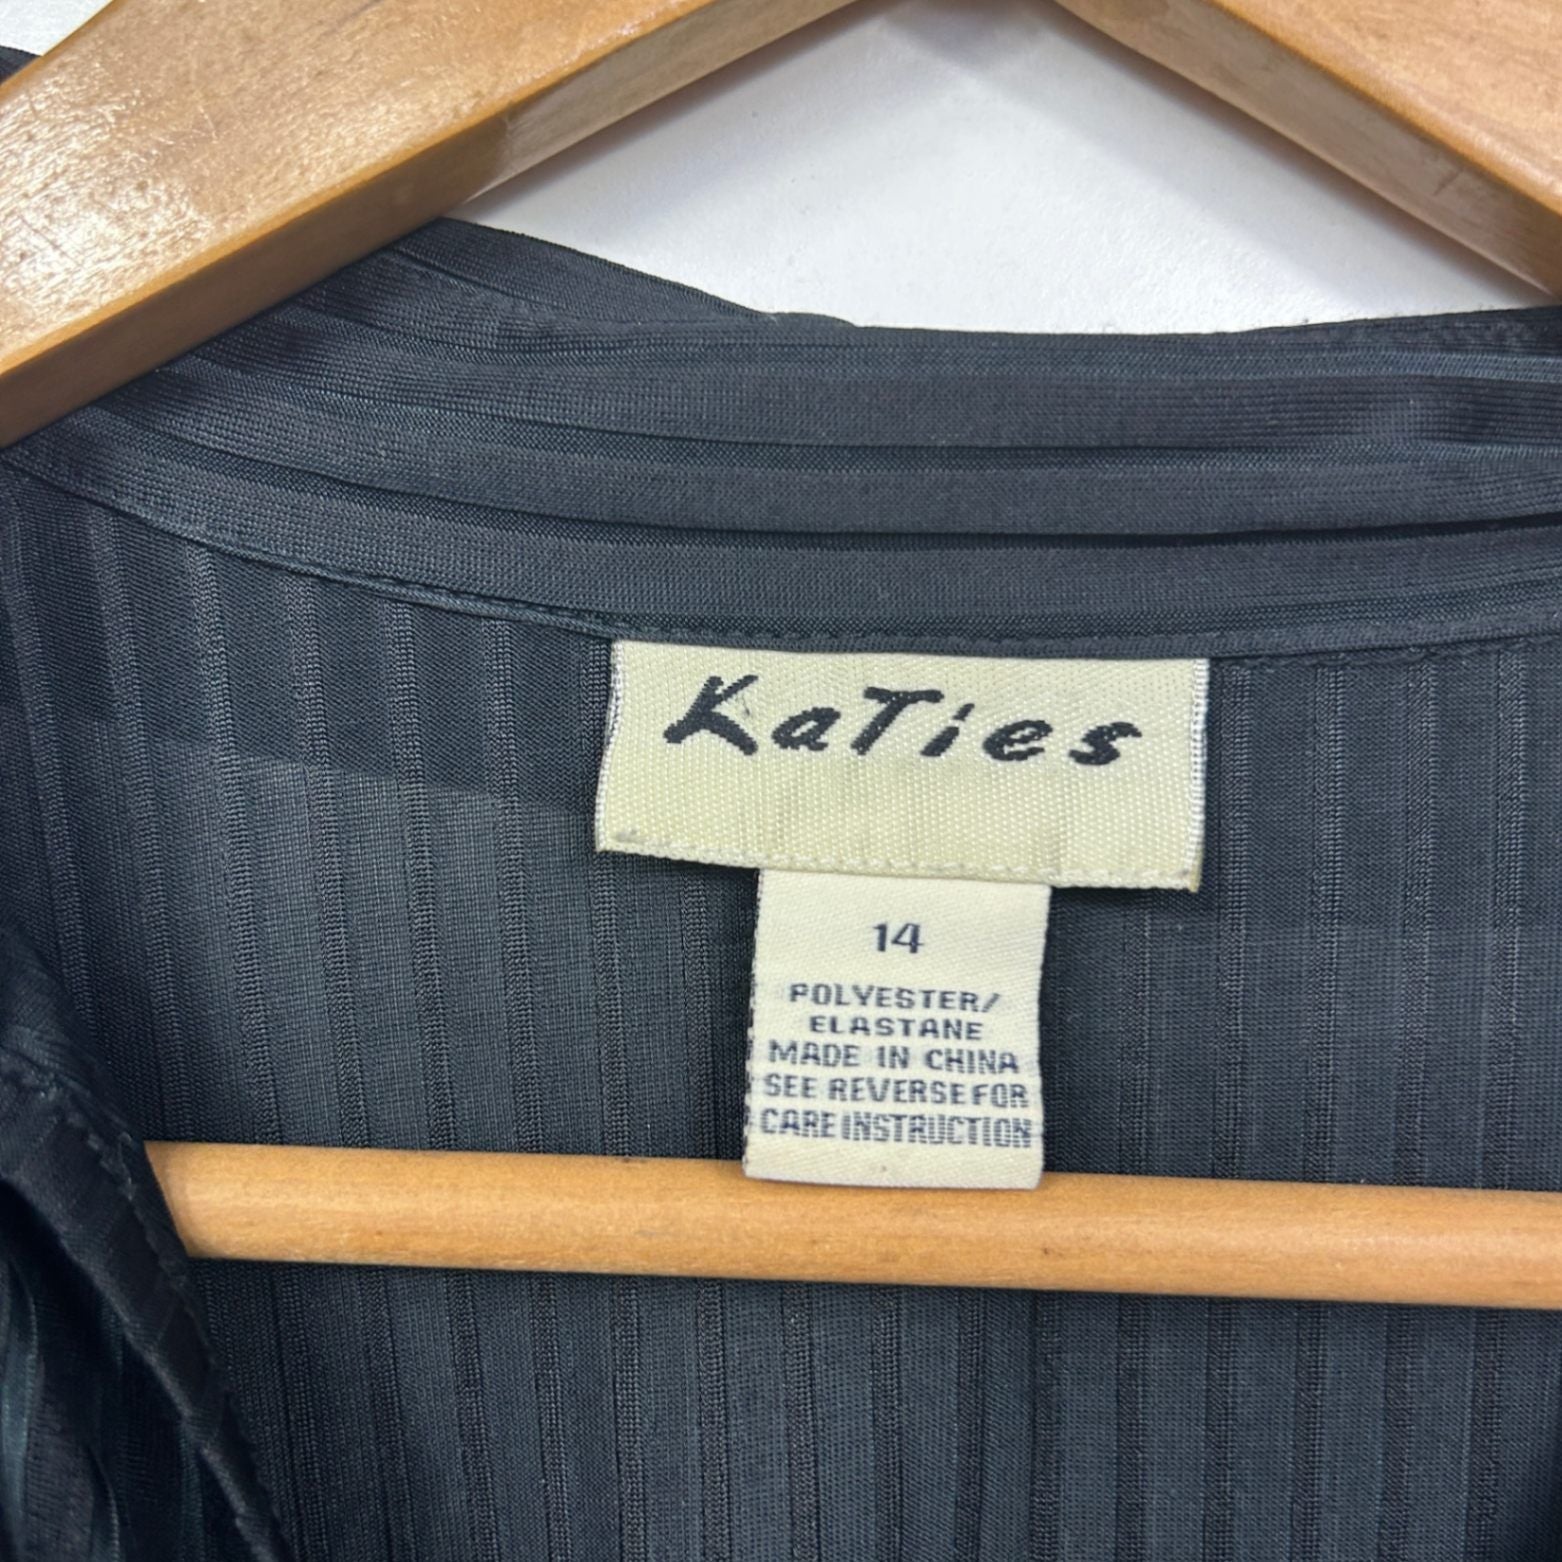 KaTies
14
POLYESTER/
ELASTANE
MADE IN CHINA
SEE REVERSE FOR
CARE INSTRUCTION